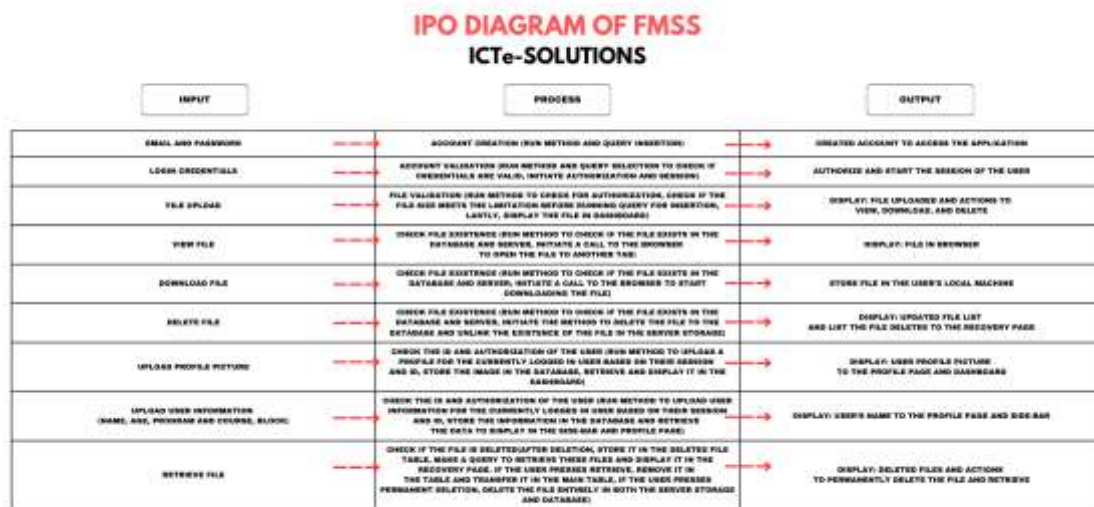 IPO DIAGRAM OF FMSS
ICTe-SOLUTIONS
INPUT
PROCESS
OUTPUT
EMAIL AND PASSWORD
ACCOUNT CREATION (RUN METHOD AND QUERY INSERTION)
CREATED ACCOUNT TO ACCESS THE APPLICATION
LOGIN CREDENTIALS
ACCOUNT VALIDATION (RUN METHOD AND QUERY SELECTION TO CHECK IF
CREDENTIALS ARE VALID, INITIATE AUTHORIZATION AND SESSION)
AUTHORIZE AND START THE SESSION OF THE USER
FILE UPLOAD
FILE VALIDATION (RUN METHOD TO CHECK FOR AUTHORIZATION, CHECK IF THE
FILE SIZE MEETS THE LIMITATION BEFORE RUNNING QUERY FOR INSERTION,
LASTLY, DISPLAY THE FILE IN DASHBOARD)
DISPLAY: FILE UPLOADED AND ACTIONS TO
VIEW, DOWNLOAD, AND DELETE
VIEW FILE
CHECK FILE EXISTENCE (RUN METHOD TO CHECK IF THE FILE EXISTS IN THE
DATABASE AND SERVER, INITIATE A CALL TO THE BROWSER
TO OPEN THE FILE TO ANOTHER TAB)
DISPLAY: FILE IN BROWSER
DOWNLOAD FILE
CHECK FILE EXISTENCE (RUN METHOD TO CHECK IF THE FILE EXISTS IN THE
DATABASE AND SERVER, INITIATE A CALL TO THE BROWSER TO START
DOWNLOADING THE FILE)
STORE FILE IN THE USER'S LOCAL MACHINE
DELETE FILE
CHECK FILE EXISTENCE (RUN METHOD TO CHECK IF THE FILE EXISTS IN THE
DATABASE AND SERVER, INITIATE THE METHOD TO DELETE THE FILE TO THE
DATABASE AND UNLINK THE EXISTENCE OF THE FILE IN THE SERVER STORAGE)
DISPLAY: UPDATED FILE LIST
AND LIST THE FILE DELETED TO THE RECOVERY PAGE
UPLOAD PROFILE PICTURE
CHECK THE ID AND AUTHORIZATION OF THE USER (RUN METHOD TO UPLOAD A
PROFILE FOR THE CURRENTLY LOGGED IN USER BASED ON THEIR SESSION
AND ID, STORE THE IMAGE IN THE DATABASE, RETRIEVE AND DISPLAY IT IN THE
DASHBOARD)
DISPLAY: USER PROFILE PICTURE
TO THE PROFILE PAGE AND DASHBOARD
UPLOAD USER INFORMATION
(NAME, AGE, PROGRAM AND COURSE, BLOCK)
CHECK THE ID AND AUTHORIZATION OF THE USER (RUN METHOD TO UPLOAD USER
INFORMATION FOR THE CURRENTLY LOGGED IN USER BASED ON THEIR SESSION
AND ID, STORE THE INFORMATION IN THE DATABASE AND RETRIEVE
THE DATA TO DISPLAY IN THE SIDE-BAR AND PROFILE PAGE)
DISPLAY: USER'S NAME TO THE PROFILE PAGE AND SIDE-BAR
RETRIEVE FILE
CHECK IF THE FILE IS DELETED(AFTER DELETION, STORE IT IN THE DELETED FILE
TABLE. MAKE A QUERY TO RETRIEVE THESE FILES AND DISPLAY IT IN THE
RECOVERY PAGE. IF THE USER PRESSES RETRIEVE, REMOVE IT IN
THE TABLE AND TRANSFER IT IN THE MAIN TABLE. IF THE USER PRESSES
PERMANENT DELETION, DELETE THE FILE ENTIRELY IN BOTH THE SERVER STORAGE
AND DATABASE)
DISPLAY: DELETED FILES AND ACTIONS
TO PERMANENTLY DELETE THE FILE AND RETRIEVE